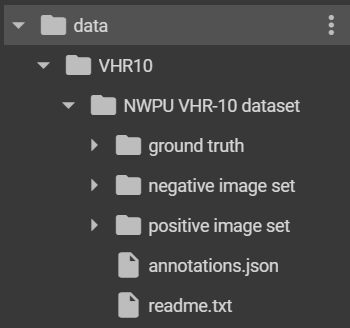 data
VHR10
NWPU VHR-10 dataset
ground truth
negative image set
positive image set
annotations.json
readme.txt